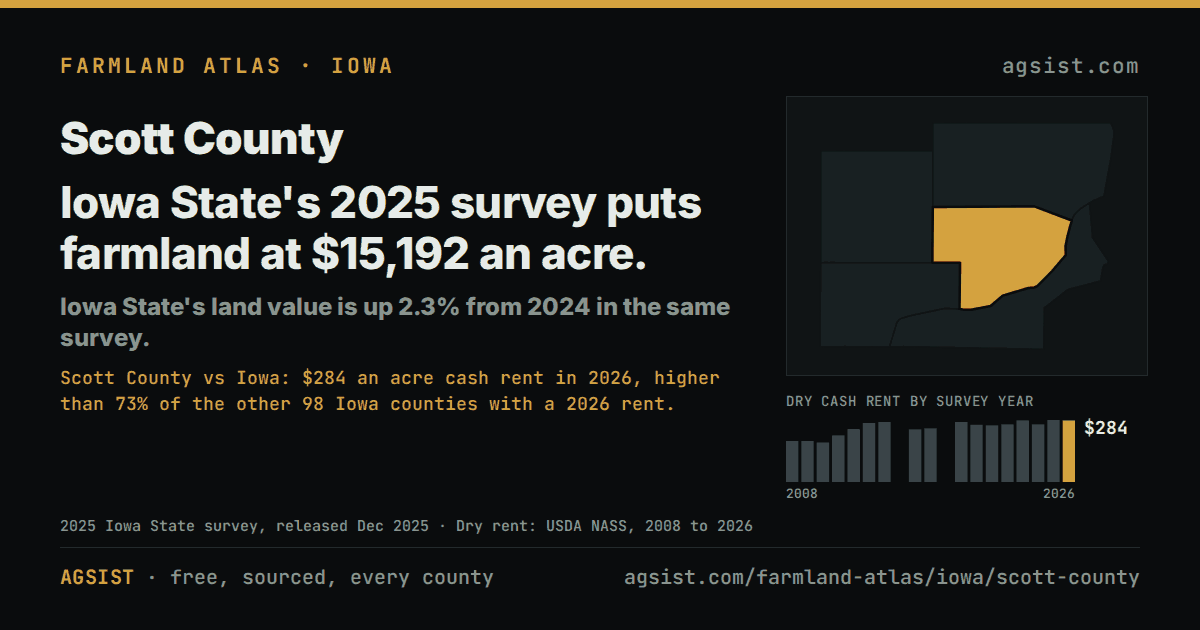 FARMLAND ATLAS · IOWA
agsist.com
Scott County
Iowa State's 2025 survey puts
farmland at $15,192 an acre.
Iowa State's land value is up 2.3% from 2024 in the same
survey.
Scott County vs Iowa: $284 an acre cash rent in 2026, higher
than 73% of the other 98 Iowa counties with a 2026 rent.
DRY CASH RENT BY SURVEY YEAR
$284
2008
2026
2025 Iowa State survey, released Dec 2025 · Dry rent: USDA NASS, 2008 to 2026
AGSIST · free, sourced, every county
agsist.com/farmland-atlas/iowa/scott-county